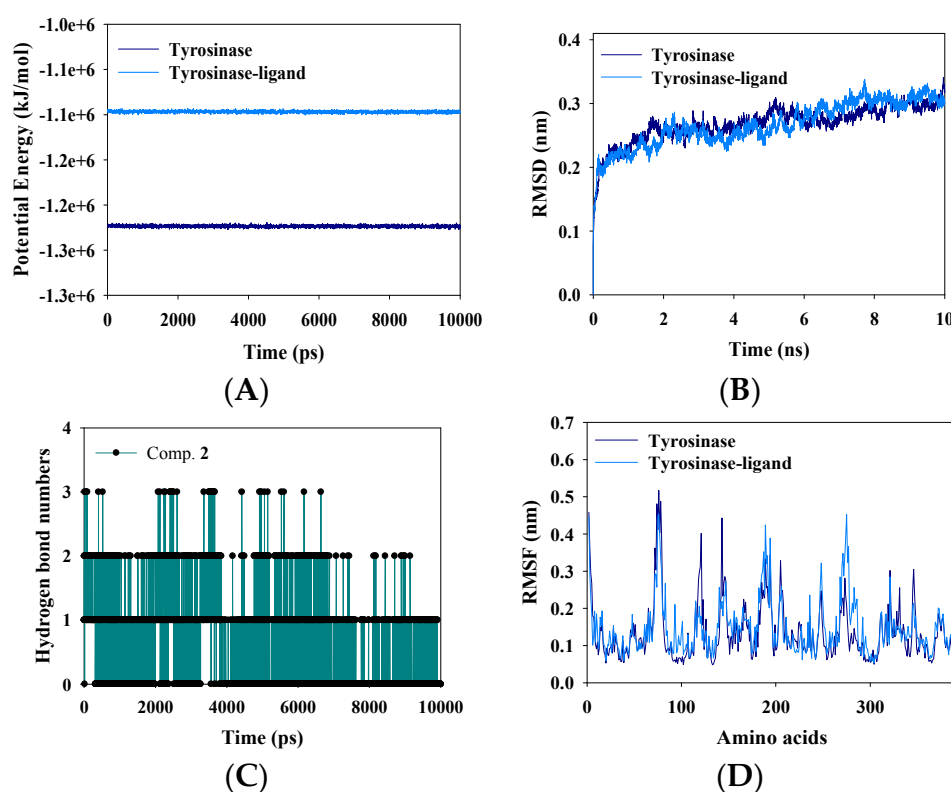 -1.0e+6
-1.1e+6
-1.1e+6
-1.2e+6
-1.2e+6
-1.3e+6
-1.3e+6
Potential Energy (kJ/mol)
Tyrosinase
Tyrosinase-ligand
0 2000 4000 6000 8000 10000
Time (ps)
(A)
0.4
0.3
0.2
0.1
0.0
RMSD (nm)
Tyrosinase
Tyrosinase-ligand
0 2 4 6 8 10
Time (ns)
(B)
4
3
2
1
0
Hydrogen bond numbers
Comp. 2
0 2000 4000 6000 8000 10000
Time (ps)
(C)
0.7
0.6
0.5
0.4
0.3
0.2
0.1
0.0
RMSF (nm)
Tyrosinase
Tyrosinase-ligand
0 100 200 300
Amino acids
(D)